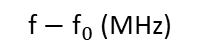 f − f₀ (MHz)